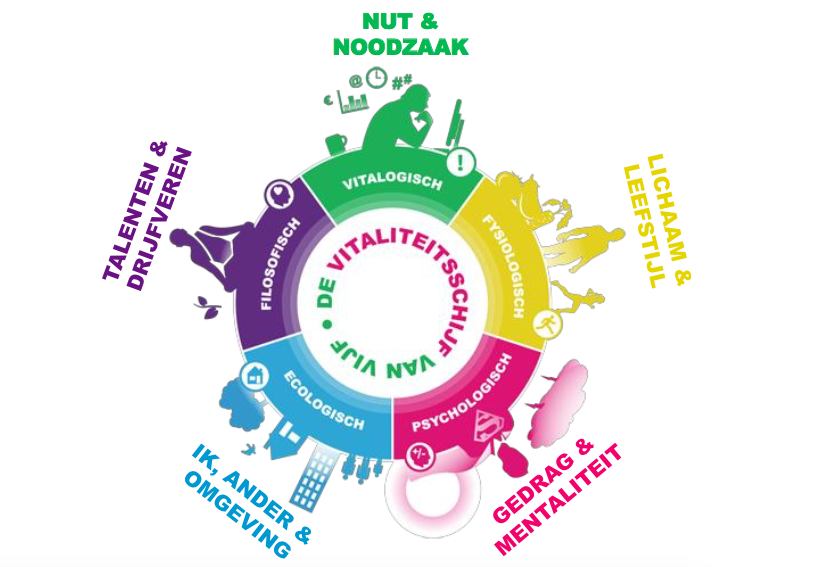 NUT &
NOODZAAK
@ ##
€
!
VITALOGISCH
LICHAAM &
LEEFSTIJL
FYSIOLOGISCH
GEDRAG &
MENTALITEIT
PSYCHOLOGISCH
S
+/-
IK, ANDER &
OMGEVING
ECOLOGISCH
TALENTEN &
DRIJFVEREN
FILOSOFISCH
DE VITALITEITSSCHIJF VAN VIJF •